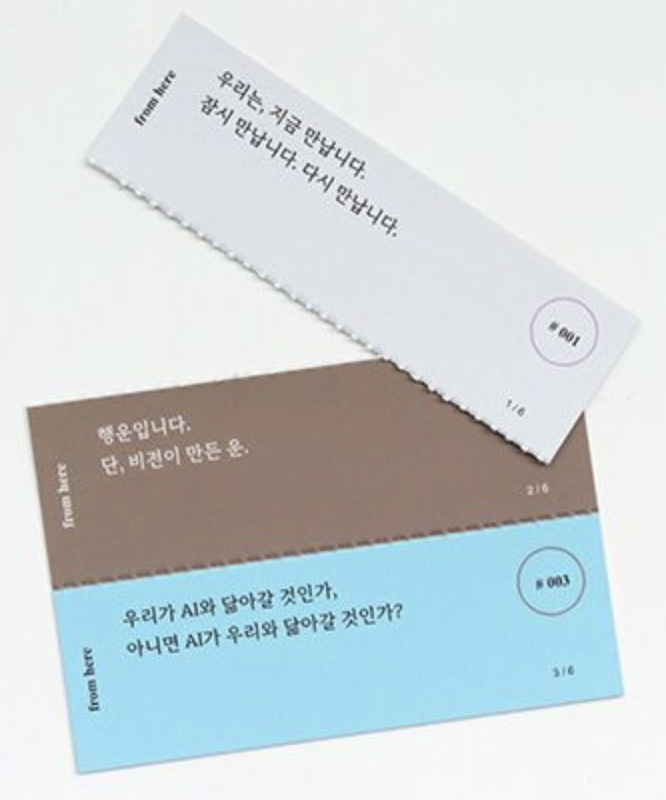 from here
우리는, 지금 만납니다.
잠시 만납니다. 다시 만납니다.
# 001
1/6
from here
행운입니다.
단, 비전이 만든 운.
2/6
from here
우리가 AI와 닮아갈 것인가,
아니면 AI가 우리와 닮아갈 것인가?
# 003
3/6